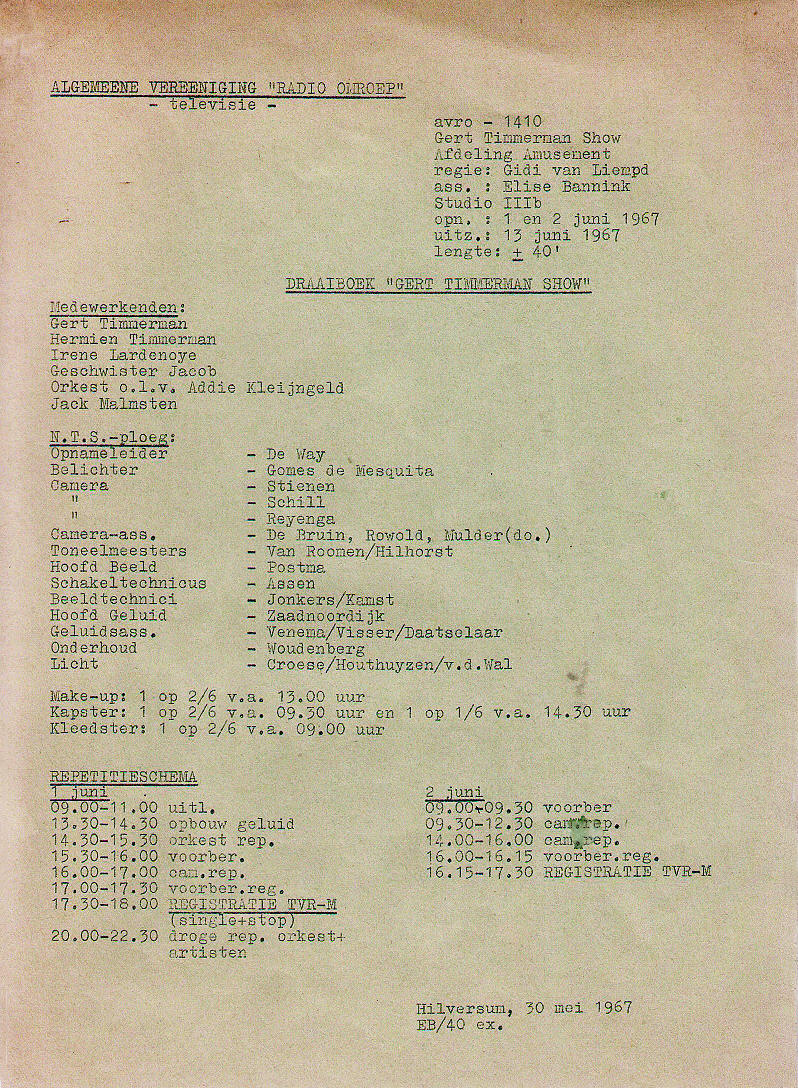 ALGEMEENE VEREENIGING "RADIO OMROEP"
- televisie -
avro - 1410
Gert Timmerman Show
Afdeling Amusement
regie: Gidi van Liempd
ass. : Elise Bannink
Studio IIIb
opn. : 1 en 2 juni 1967
uitz.: 13 juni 1967
lengte: ± 40'
DRAAIBOEK "GERT TIMMERMAN SHOW"
Medewerkenden:
Gert Timmerman
Hermien Timmerman
Irene Lardenoye
Geschwister Jacob
Orkest o.l.v. Addie Kleijngeld
Jack Malmsten
N.T.S.-ploeg:
Opnameleider - De Way
Belichter - Gomes de Mesquita
Camera - Stienen
" - Schill
" - Reyenga
Camera-ass. - De Bruin, Rowold, Mulder(do.)
Toneelmeesters - Van Roomen/Hilhorst
Hoofd Beeld - Postma
Schakeltechnicus - Assen
Beeldtechnici - Jonkers/Kamst
Hoofd Geluid - Zaadnoordijk
Geluidsass. - Venema/Visser/Daatselaar
Onderhoud - Woudenberg
Licht - Croese/Houthuyzen/v.d.Wal
Make-up: 1 op 2/6 v.a. 13.00 uur
Kapster: 1 op 2/6 v.a. 09.30 uur en 1 op 1/6 v.a. 14.30 uur
Kleedster: 1 op 2/6 v.a. 09.00 uur
REPETITIESCHEMA
1 juni
09.00-11.00 uitl.
13.30-14.30 opbouw geluid
14.30-15.30 orkest rep.
15.30-16.00 voorber.
16.00-17.00 cam.rep.
17.00-17.30 voorber.reg.
17.30-18.00 REGISTRATIE TVR-M
(single+stop)
20.00-22.30 droge rep. orkest+
artisten
2 juni
09.00-09.30 voorber
09.30-12.30 cam.rep.
14.00-16.00 cam.rep.
16.00-16.15 voorber.reg.
16.15-17.30 REGISTRATIE TVR-M
Hilversum, 30 mei 1967
EB/40 ex.